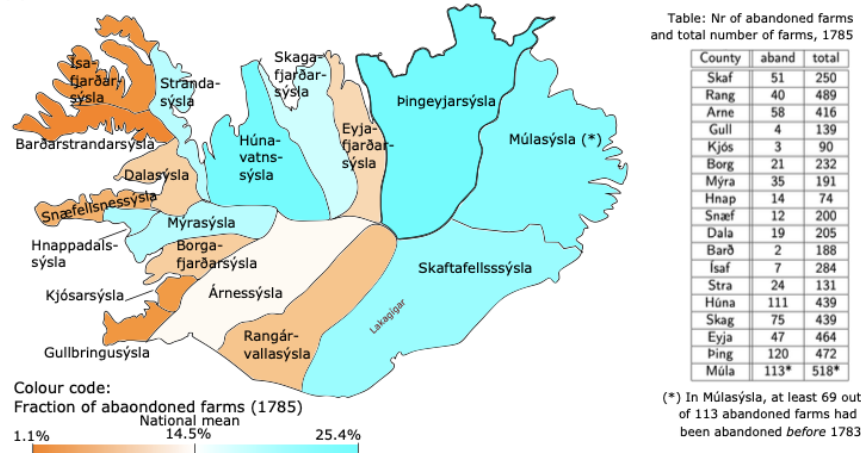 Ísa-
fjarðar-
sýsla
Stranda-
sýsla
Skaga-
fjarðar-
sýsla
Þingeyjarsýsla
Barðarstrandarsýsla
Húna-
vatns-
sýsla
Eyja-
fjarðar-
sýsla
Múlasýsla (*)
Dalasýsla
Snæfellsnessýsla
Mýrasýsla
Hnappadals-
sýsla
Borga-
fjarðarsýsla
Skaftafellsssýsla
Kjósarsýsla
Árnessýsla
Lakagígar
Gullbringusýsla
Rangár-
vallasýsla
Colour code:
Fraction of abaondoned farms (1785)
National mean
1.1% 14.5% 25.4%
Table: Nr of abandoned farms
and total number of farms, 1785
County aband total
Skaf 51 250
Rang 40 489
Arne 58 416
Gull 4 139
Kjós 3 90
Borg 21 232
Mýra 35 191
Hnap 14 74
Snæf 12 200
Dala 19 205
Barð 2 188
Ísaf 7 284
Stra 24 131
Húna 111 439
Skag 75 439
Eyja 47 464
Þing 120 472
Múla 113* 518*
(*) In Múlasýsla, at least 69 out
of 113 abandoned farms had
been abandoned before 1783